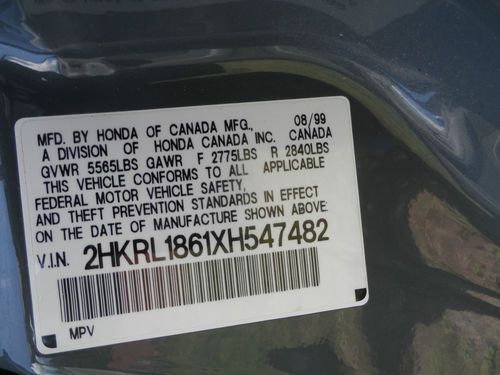 MFD. BY HONDA OF CANADA MFG., 08/99
A DIVISION OF HONDA CANADA INC. CANADA
GVWR 5565LBS GAWR F 2775LBS R 2840LBS
THIS VEHICLE CONFORMS TO ALL APPLICABLE
FEDERAL MOTOR VEHICLE SAFETY,
AND THEFT PREVENTION STANDARDS IN EFFECT
ON THE DATE OF MANUFACTURE SHOWN ABOVE.
V.I.N. 2HKRL1861XH547482
MPV